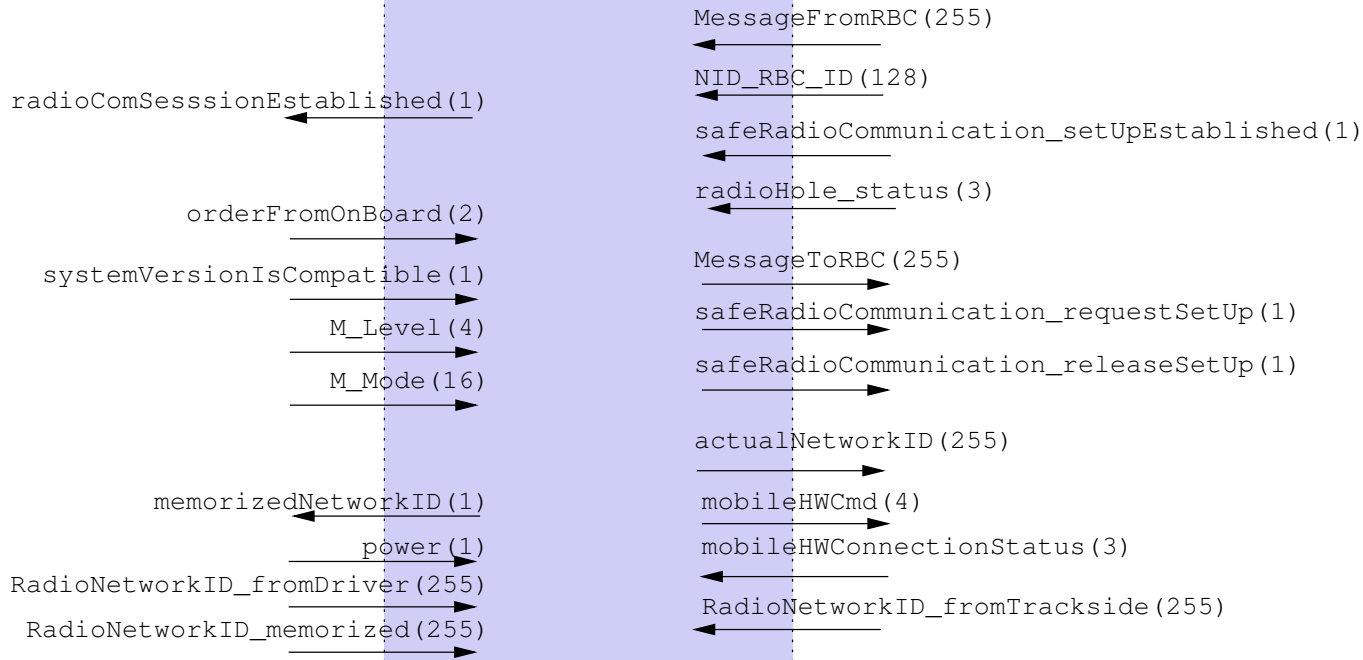 MessageFromRBC(255)
NID_RBC_ID(128)
radioComSesssionEstablished(1)
safeRadioCommunication_setUpEstablished(1)
radioHole_status(3)
orderFromOnBoard(2)
MessageToRBC(255)
systemVersionIsCompatible(1)
safeRadioCommunication_requestSetUp(1)
M_Level(4)
safeRadioCommunication_releaseSetUp(1)
M_Mode(16)
actualNetworkID(255)
memorizedNetworkID(1)
mobileHWCmd(4)
power(1)
mobileHWConnectionStatus(3)
RadioNetworkID_fromDriver(255)
RadioNetworkID_fromTrackside(255)
RadioNetworkID_memorized(255)